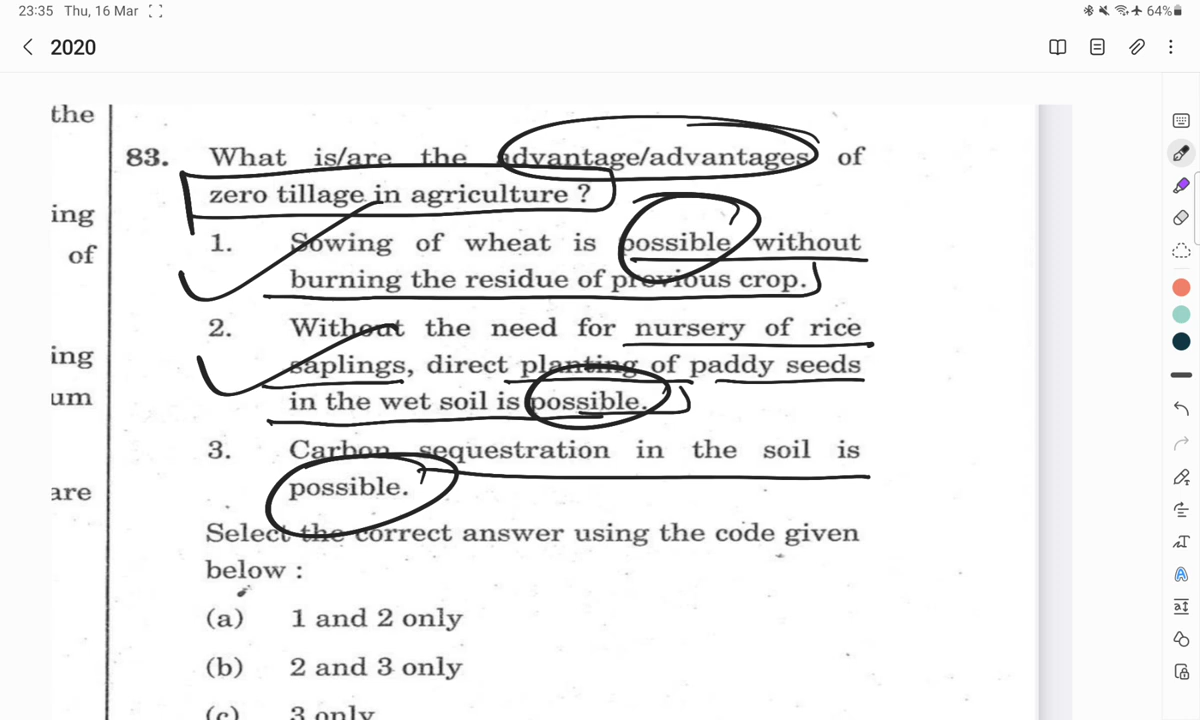 23:35 Thu, 16 Mar
64%
2020
the
ing
of
ing
um
are
83. What is/are the advantage/advantages of
zero tillage in agriculture ?
1. Sowing of wheat is possible without
burning the residue of previous crop.
2. Without the need for nursery of rice
saplings, direct planting of paddy seeds
in the wet soil is possible.
3. Carbon sequestration in the soil is
possible.
Select the correct answer using the code given
below :
(a) 1 and 2 only
(b) 2 and 3 only
(c) 3 only